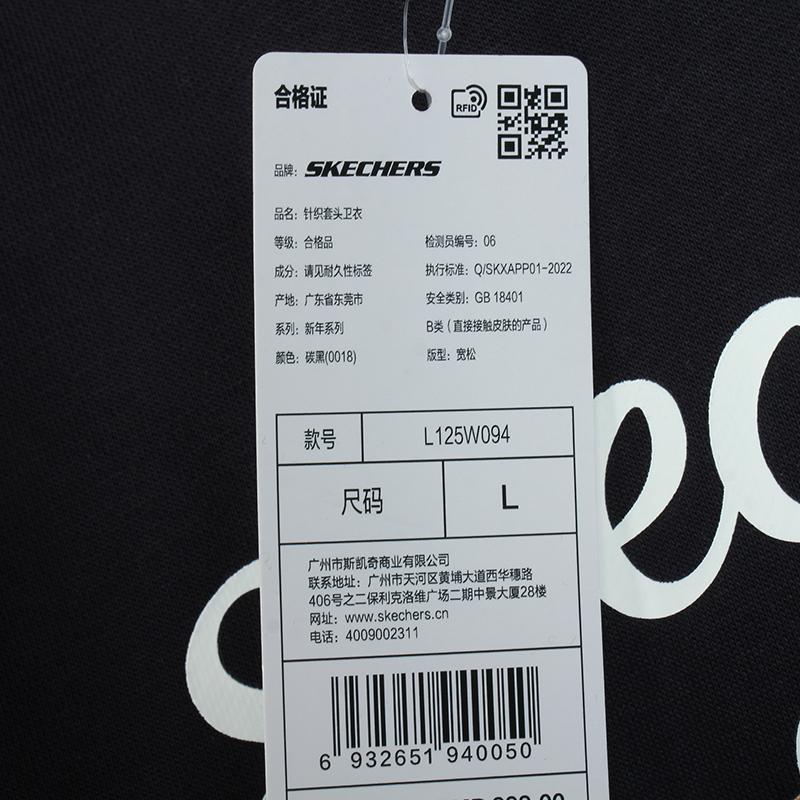 合格证
RFID
品牌: SKECHERS
品名: 针织套头卫衣
等级: 合格品
检测员编号: 06
成分: 请见耐久性标签
执行标准: Q/SKXAPP01-2022
产地: 广东省东莞市
安全类别: GB 18401
系列: 新年系列
B类（直接接触皮肤的产品）
颜色: 碳黑(0018)
版型: 宽松
款号 L125W094
尺码 L
广州市斯凯奇商业有限公司
联系地址: 广州市天河区黄埔大道西华穗路
406号之二保利克洛维广场二期中景大厦28楼
网址: www.skechers.cn
电话: 4009002311
6 932651 940050